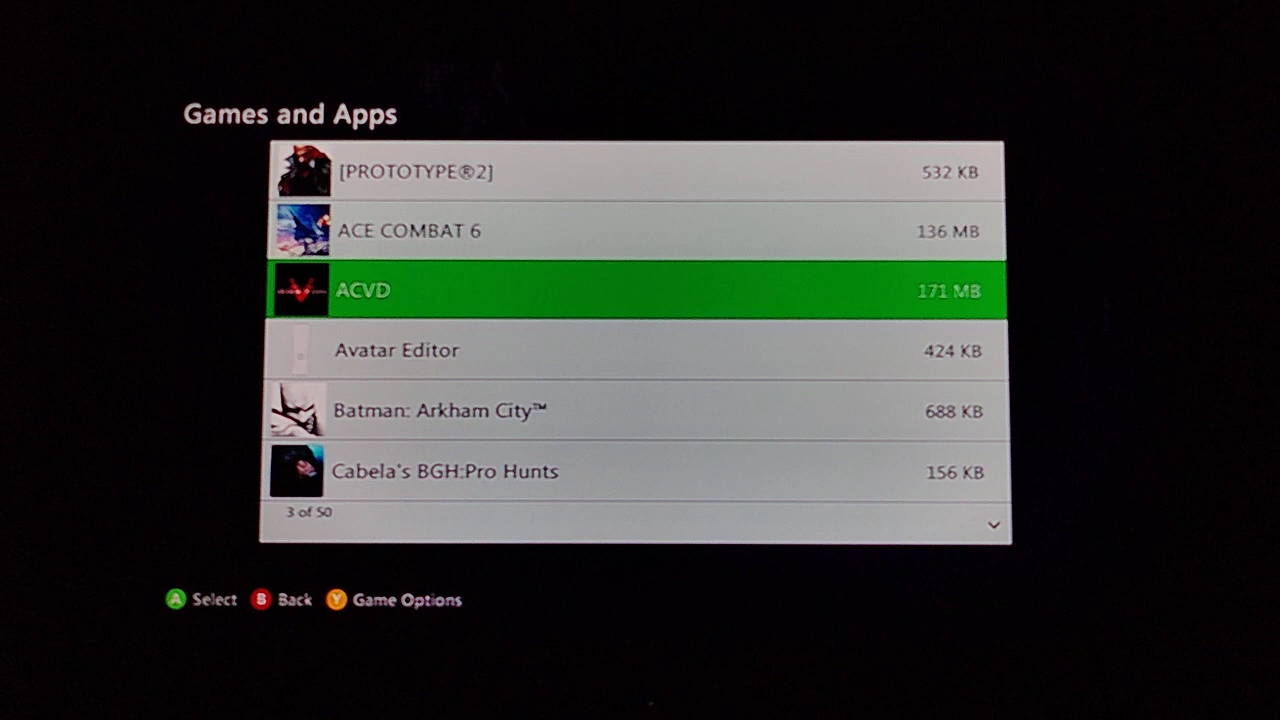 Games and Apps
[PROTOTYPE®2] 532 KB
ACE COMBAT 6 136 MB
ACVD 171 MB
Avatar Editor 424 KB
Batman: Arkham City™ 688 KB
Cabela's BGH:Pro Hunts 156 KB
3 of 50
A Select B Back Y Game Options